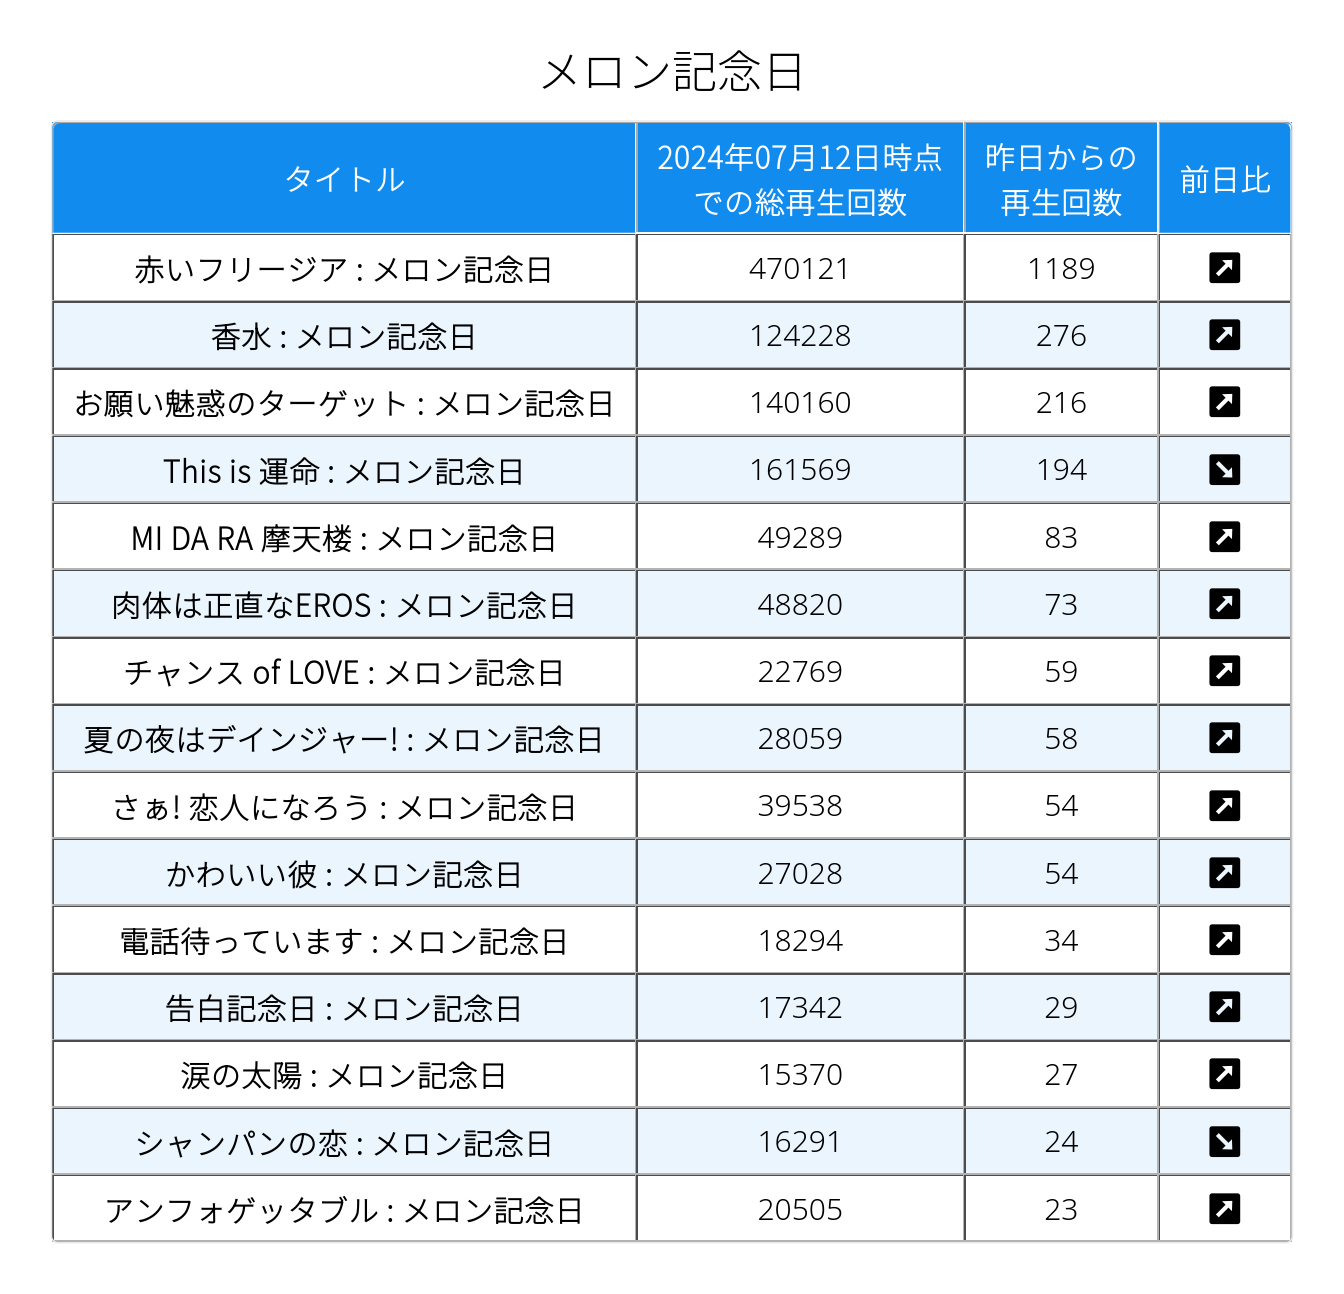 メロン記念日
タイトル 2024年07月12日時点での総再生回数 昨日からの再生回数 前日比
赤いフリージア : メロン記念日 470121 1189 ↗
香水 : メロン記念日 124228 276 ↗
お願い魅惑のターゲット : メロン記念日 140160 216 ↗
This is 運命 : メロン記念日 161569 194 ↘
MI DA RA 摩天楼 : メロン記念日 49289 83 ↗
肉体は正直なEROS : メロン記念日 48820 73 ↗
チャンス of LOVE : メロン記念日 22769 59 ↗
夏の夜はデインジャー! : メロン記念日 28059 58 ↗
さぁ! 恋人になろう : メロン記念日 39538 54 ↗
かわいい彼 : メロン記念日 27028 54 ↗
電話待っています : メロン記念日 18294 34 ↗
告白記念日 : メロン記念日 17342 29 ↗
涙の太陽 : メロン記念日 15370 27 ↗
シャンパンの恋 : メロン記念日 16291 24 ↘
アンフォゲッタブル : メロン記念日 20505 23 ↗